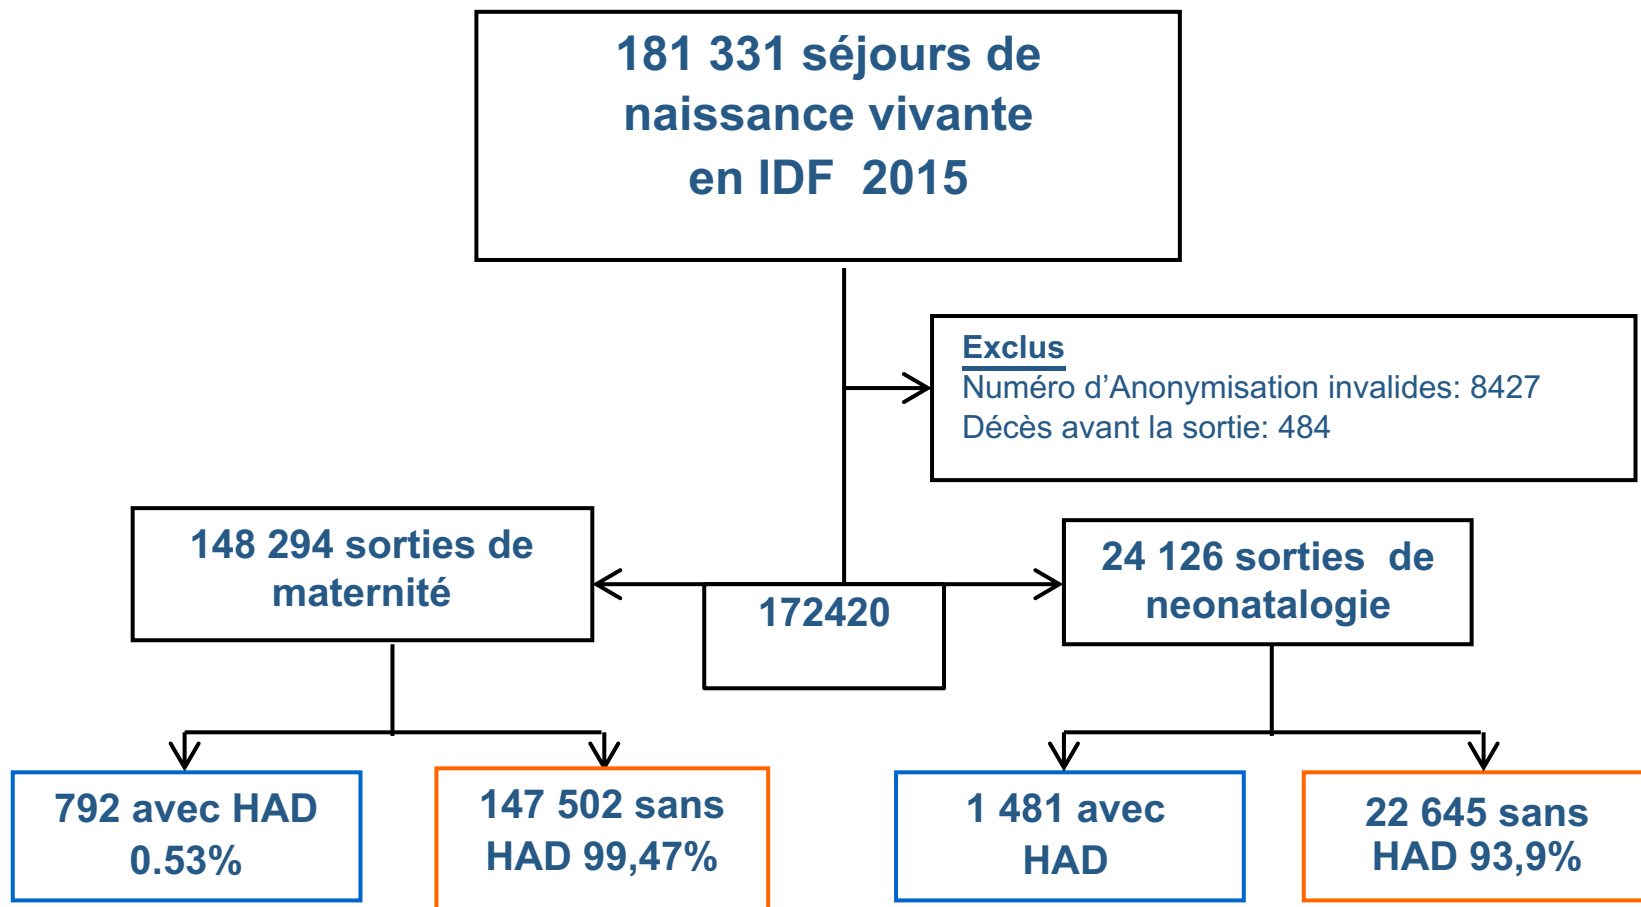 181 331 séjours de
naissance vivante
en IDF 2015
Exclus
Numéro d’Anonymisation invalides: 8427
Décès avant la sortie: 484
148 294 sorties de
maternité
172420
24 126 sorties de
neonatalogie
792 avec HAD
0.53%
147 502 sans
HAD 99,47%
1 481 avec
HAD
22 645 sans
HAD 93,9%